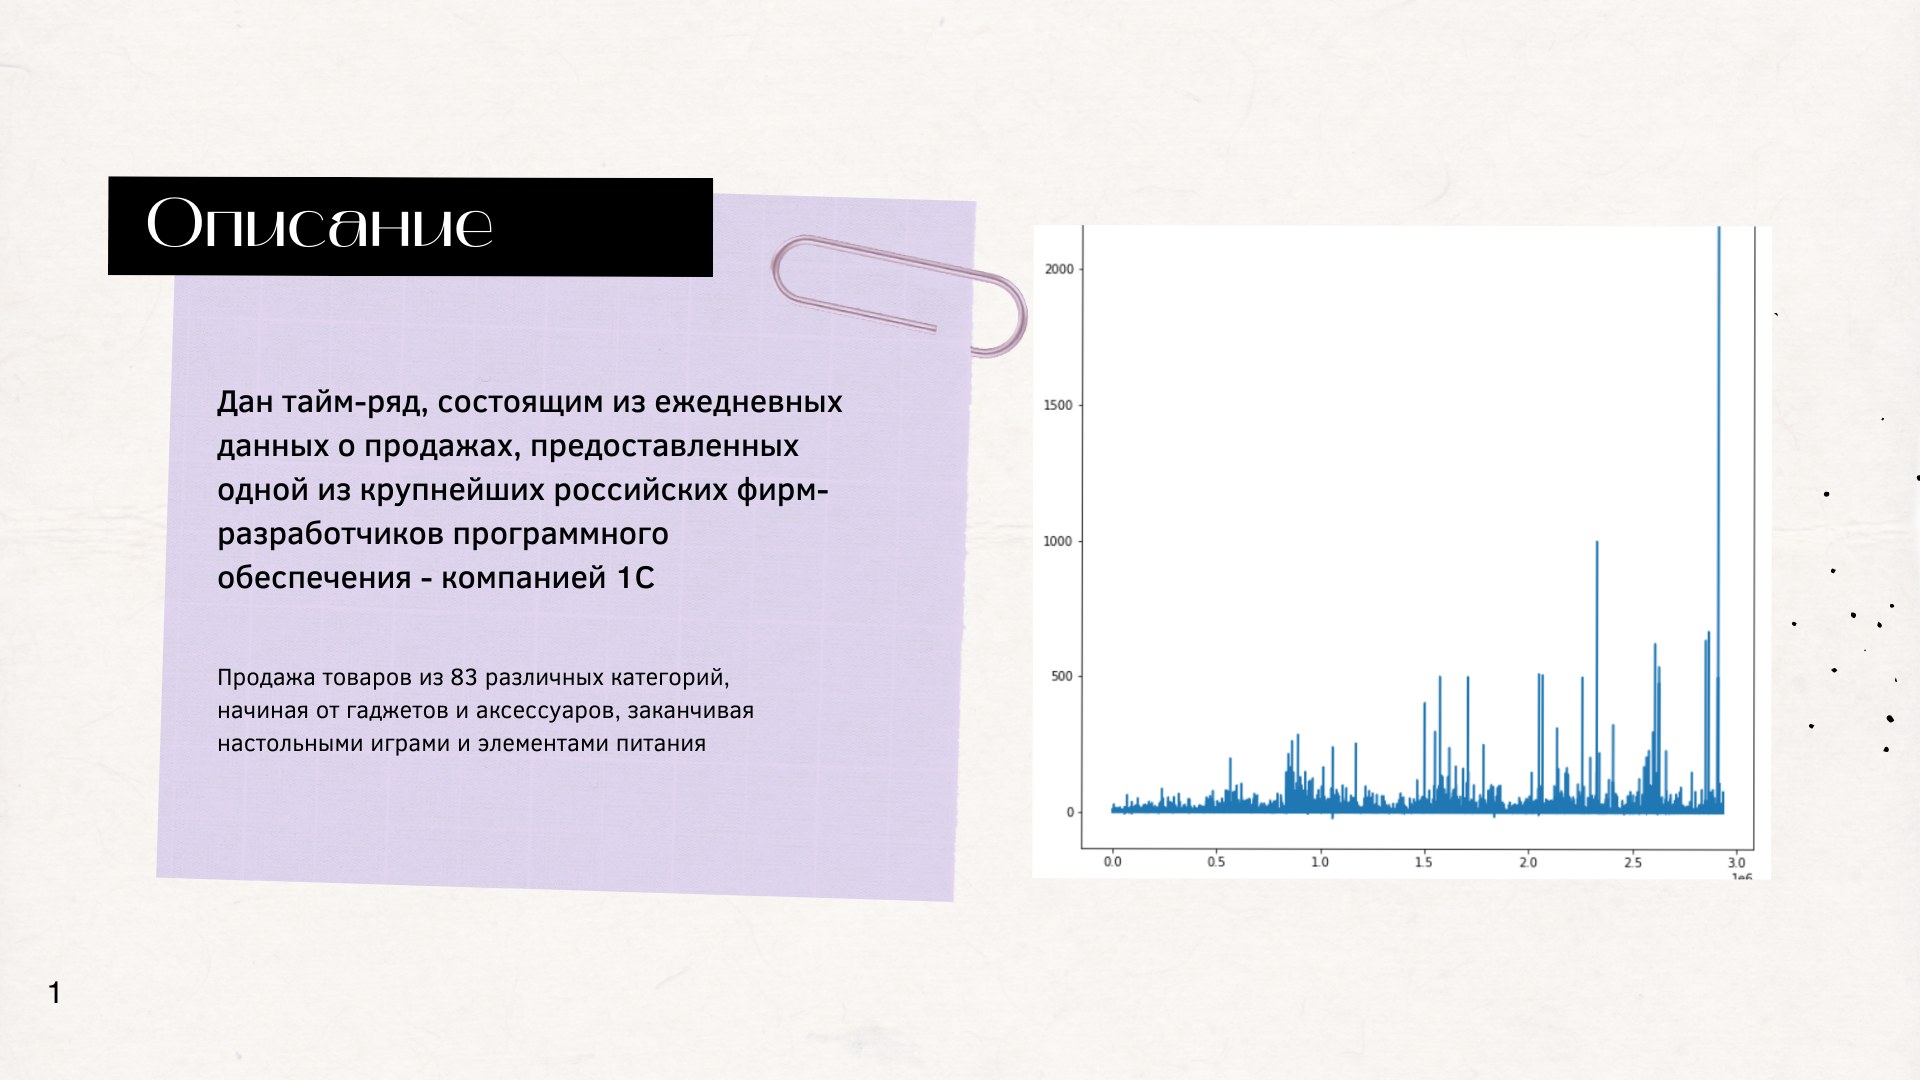 Описание
Дан тайм-ряд, состоящим из ежедневных
данных о продажах, предоставленных
одной из крупнейших российских фирм-
разработчиков программного
обеспечения - компанией 1С
Продажа товаров из 83 различных категорий,
начиная от гаджетов и аксессуаров, заканчивая
настольными играми и элементами питания
2000
1500
1000
500
0
0.0 0.5 1.0 1.5 2.0 2.5 3.0
1e6
1